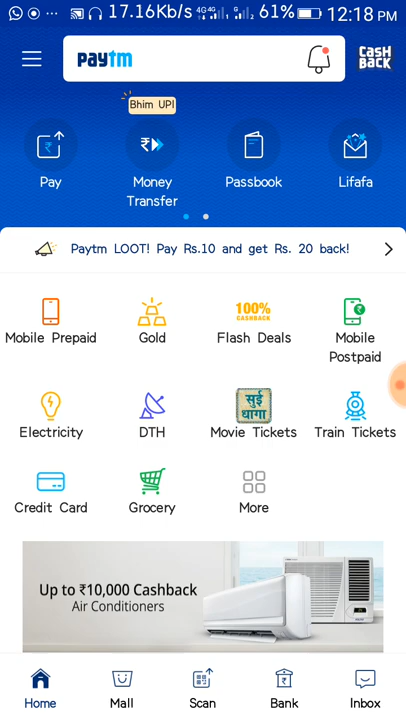 17.16Kb/s 4G 4G G 61% 12:18 PM
paytm
CASH
BACK
Bhim UPI
Pay
Money
Transfer
Passbook
Lifafa
Paytm LOOT! Pay Rs.10 and get Rs. 20 back!
100%
CASHBACK
Mobile Prepaid
Gold
Flash Deals
Mobile
Postpaid
सुई
धागा
Electricity
DTH
Movie Tickets
Train Tickets
Credit Card
Grocery
More
Up to ₹10,000 Cashback
Air Conditioners
Home
Mall
Scan
Bank
Inbox